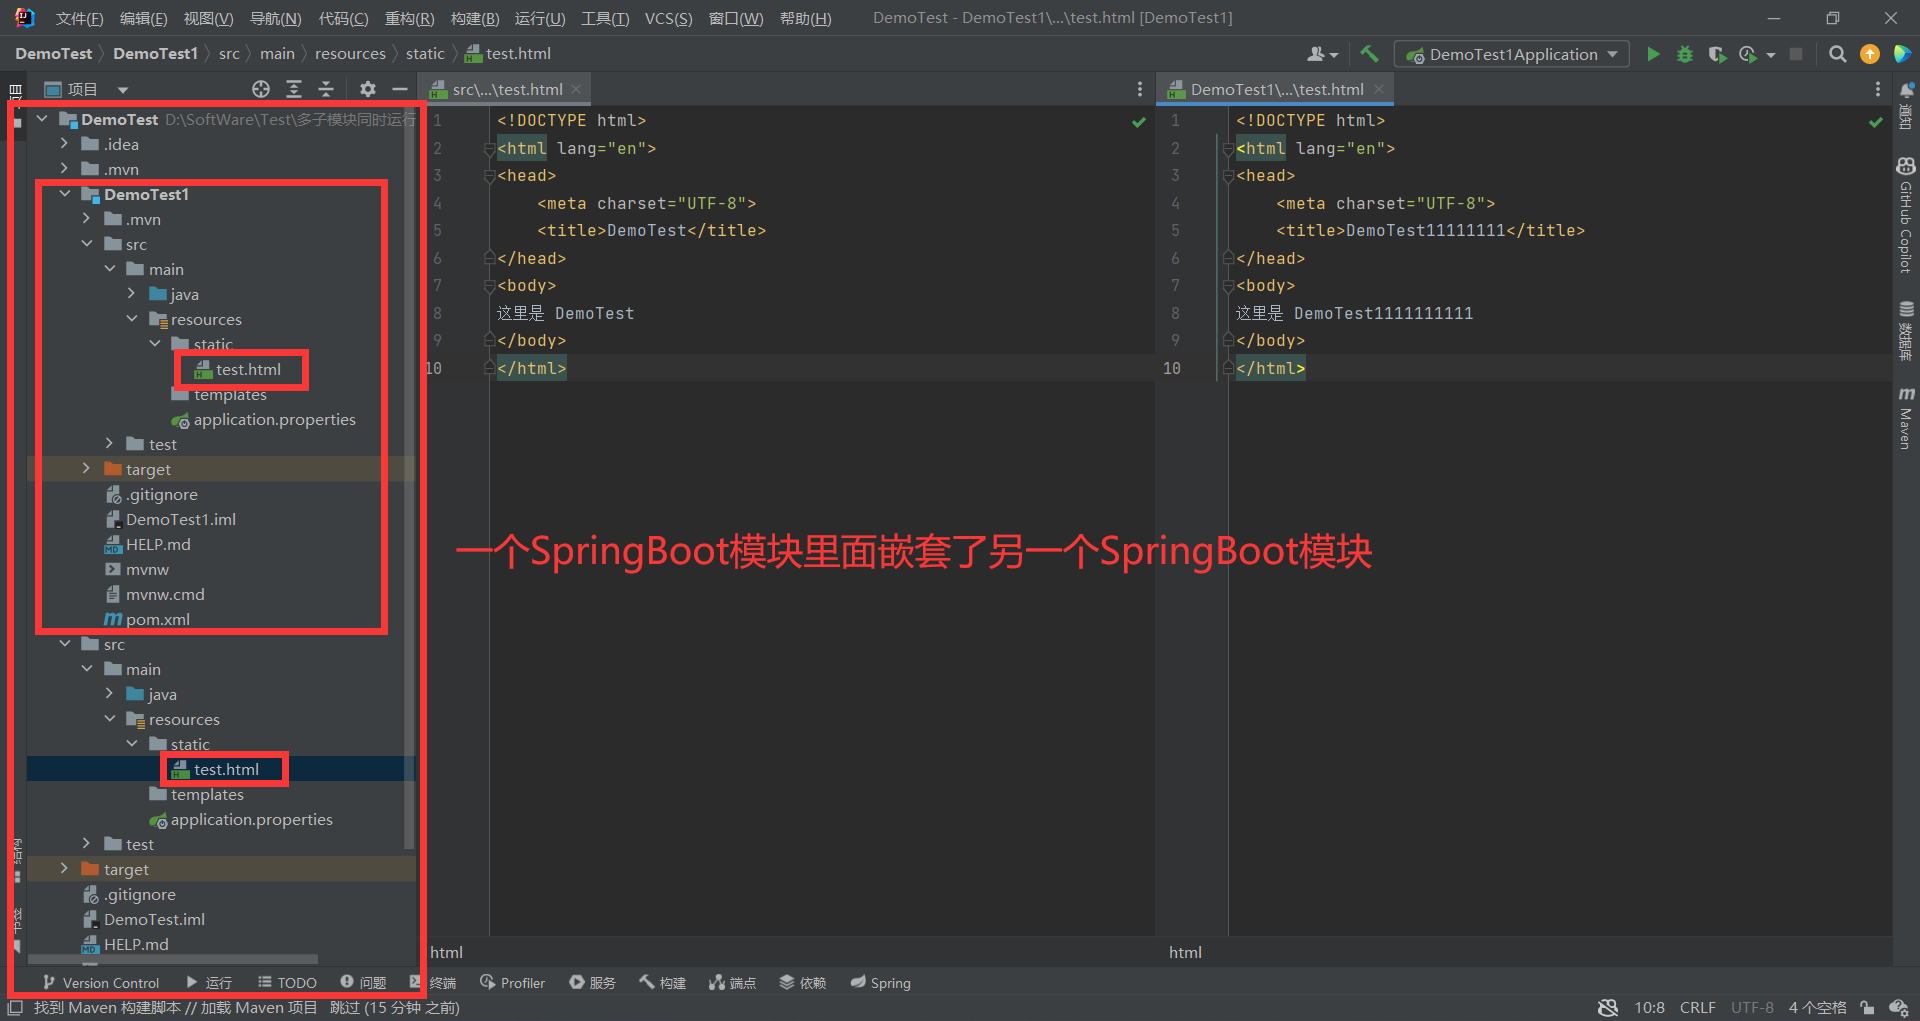 文件(F) 编辑(E) 视图(V) 导航(N) 代码(C) 重构(R) 构建(B) 运行(U) 工具(T) VCS(S) 窗口(W) 帮助(H) DemoTest - DemoTest1\...\test.html [DemoTest1]
DemoTest DemoTest1 src main resources static test.html DemoTest1Application
项目
DemoTest D:\SoftWare\Test\多子模块同时运行
.idea
.mvn
DemoTest1
.mvn
src
main
java
resources
static
test.html
templates
application.properties
test
target
.gitignore
DemoTest1.iml
HELP.md
mvnw
mvnw.cmd
pom.xml
src
main
java
resources
static
test.html
templates
application.properties
test
target
.gitignore
DemoTest.iml
HELP.md
src\...\test.html
1 <!DOCTYPE html>
2 <html lang="en">
3 <head>
4 <meta charset="UTF-8">
5 <title>DemoTest</title>
6 </head>
7 <body>
8 这里是 DemoTest
9 </body>
10 </html>
html
DemoTest1\...\test.html
1 <!DOCTYPE html>
2 <html lang="en">
3 <head>
4 <meta charset="UTF-8">
5 <title>DemoTest11111111</title>
6 </head>
7 <body>
8 这里是 DemoTest1111111111
9 </body>
10 </html>
html
一个SpringBoot模块里面嵌套了另一个SpringBoot模块
通知
GitHub Copilot
数据库
Maven
Version Control 运行 TODO 问题 终端 Profiler 服务 构建 端点 依赖 Spring
找到 Maven 构建脚本 // 加载 Maven 项目 跳过 (15 分钟 之前) 10:8 CRLF UTF-8 4 个空格